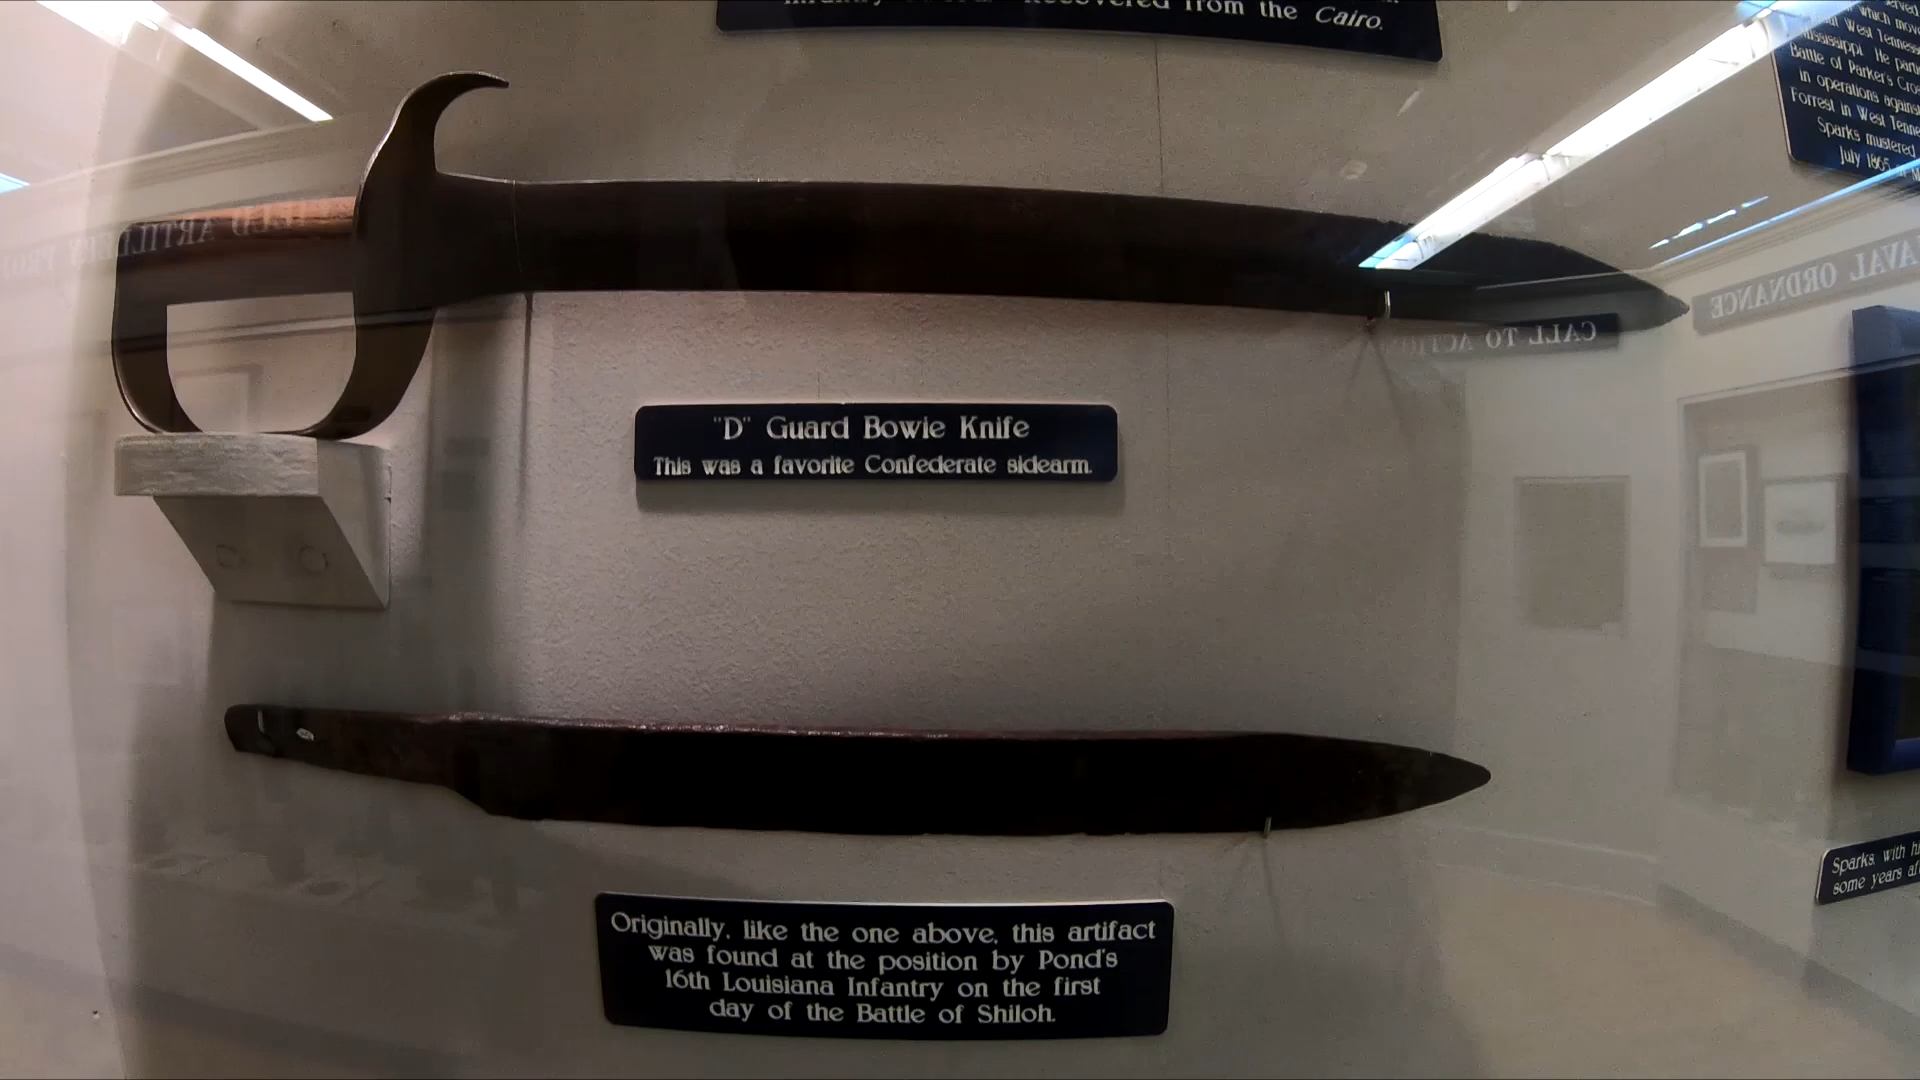 from the Cairo.
which
West
Mississippi. He
Battle of Parker's
in operations
Forrest in West
Sparks mustered
July 1865
"D" Guard Bowie Knife
This was a favorite Confederate sidearm.
NAVAL ORDNANCE
CALL TO ACTION
Sparks, with
some years
Originally, like the one above, this artifact
was found at the position by Pond's
16th Louisiana Infantry on the first
day of the Battle of Shiloh.